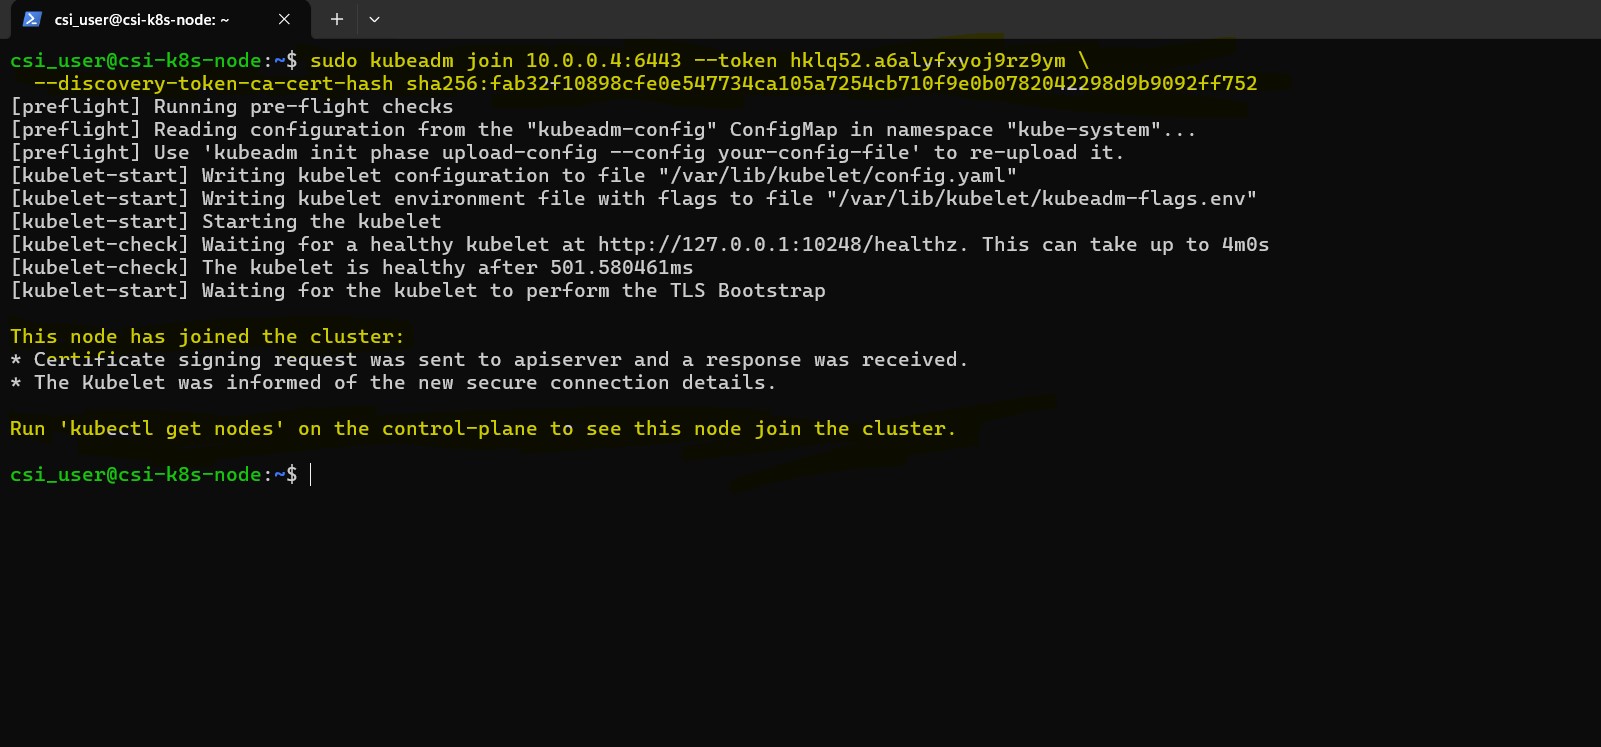 csi_user@csi-k8s-node: ~
csi_user@csi-k8s-node:~$ sudo kubeadm join 10.0.0.4:6443 --token hklq52.a6alyfxyoj9rz9ym \
--discovery-token-ca-cert-hash sha256:fab32f10898cfe0e547734ca105a7254cb710f9e0b0782042298d9b9092ff752
[preflight] Running pre-flight checks
[preflight] Reading configuration from the "kubeadm-config" ConfigMap in namespace "kube-system"...
[preflight] Use 'kubeadm init phase upload-config --config your-config-file' to re-upload it.
[kubelet-start] Writing kubelet configuration to file "/var/lib/kubelet/config.yaml"
[kubelet-start] Writing kubelet environment file with flags to file "/var/lib/kubelet/kubeadm-flags.env"
[kubelet-start] Starting the kubelet
[kubelet-check] Waiting for a healthy kubelet at http://127.0.0.1:10248/healthz. This can take up to 4m0s
[kubelet-check] The kubelet is healthy after 501.580461ms
[kubelet-start] Waiting for the kubelet to perform the TLS Bootstrap
This node has joined the cluster:
* Certificate signing request was sent to apiserver and a response was received.
* The Kubelet was informed of the new secure connection details.
Run 'kubectl get nodes' on the control-plane to see this node join the cluster.
csi_user@csi-k8s-node:~$